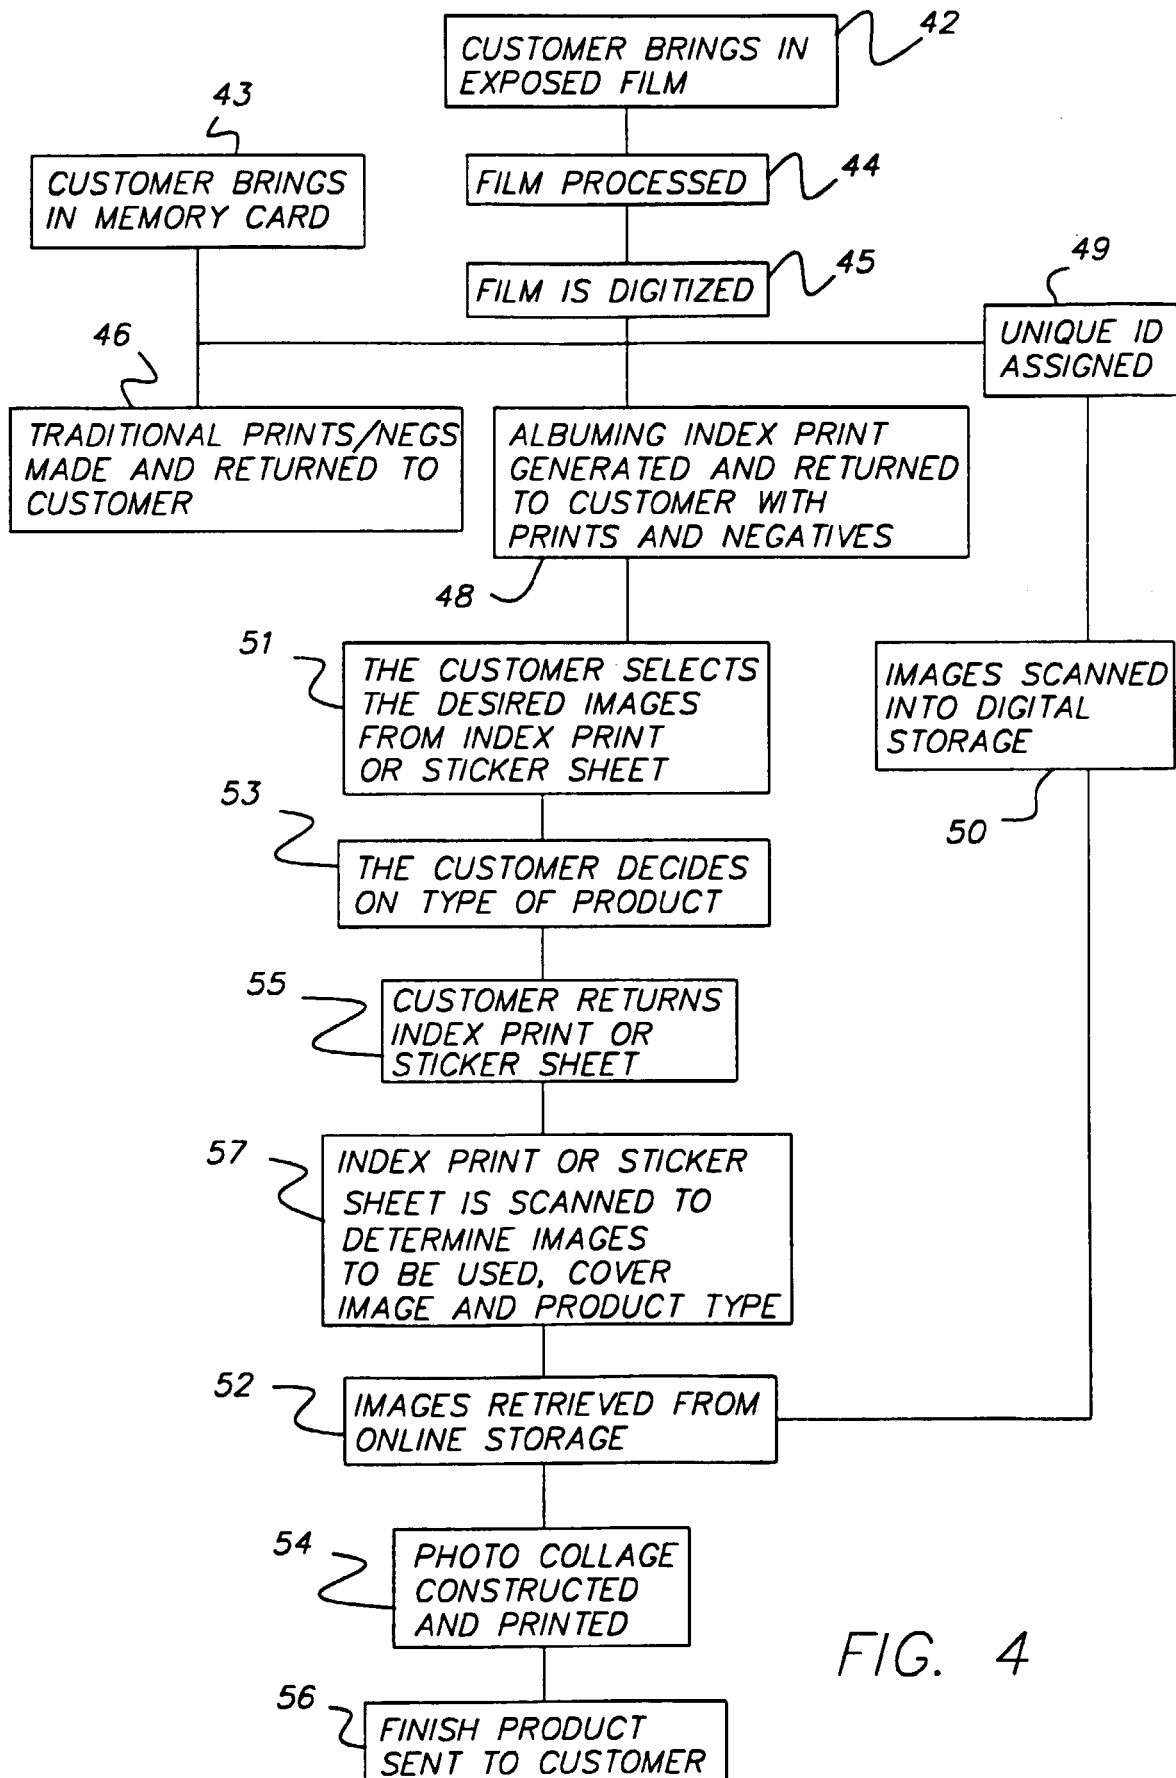 42
CUSTOMER BRINGS IN
EXPOSED FILM
43
CUSTOMER BRINGS
IN MEMORY CARD
FILM PROCESSED
44
FILM IS DIGITIZED
45
49
UNIQUE ID
ASSIGNED
46
TRADITIONAL PRINTS/NEGS
MADE AND RETURNED TO
CUSTOMER
ALBUMING INDEX PRINT
GENERATED AND RETURNED
TO CUSTOMER WITH
PRINTS AND NEGATIVES
48
51
THE CUSTOMER SELECTS
THE DESIRED IMAGES
FROM INDEX PRINT
OR STICKER SHEET
IMAGES SCANNED
INTO DIGITAL
STORAGE
50
53
THE CUSTOMER DECIDES
ON TYPE OF PRODUCT
55
CUSTOMER RETURNS
INDEX PRINT OR
STICKER SHEET
57
INDEX PRINT OR STICKER
SHEET IS SCANNED TO
DETERMINE IMAGES
TO BE USED, COVER
IMAGE AND PRODUCT TYPE
52
IMAGES RETRIEVED FROM
ONLINE STORAGE
54
PHOTO COLLAGE
CONSTRUCTED
AND PRINTED
FIG. 4
56
FINISH PRODUCT
SENT TO CUSTOMER